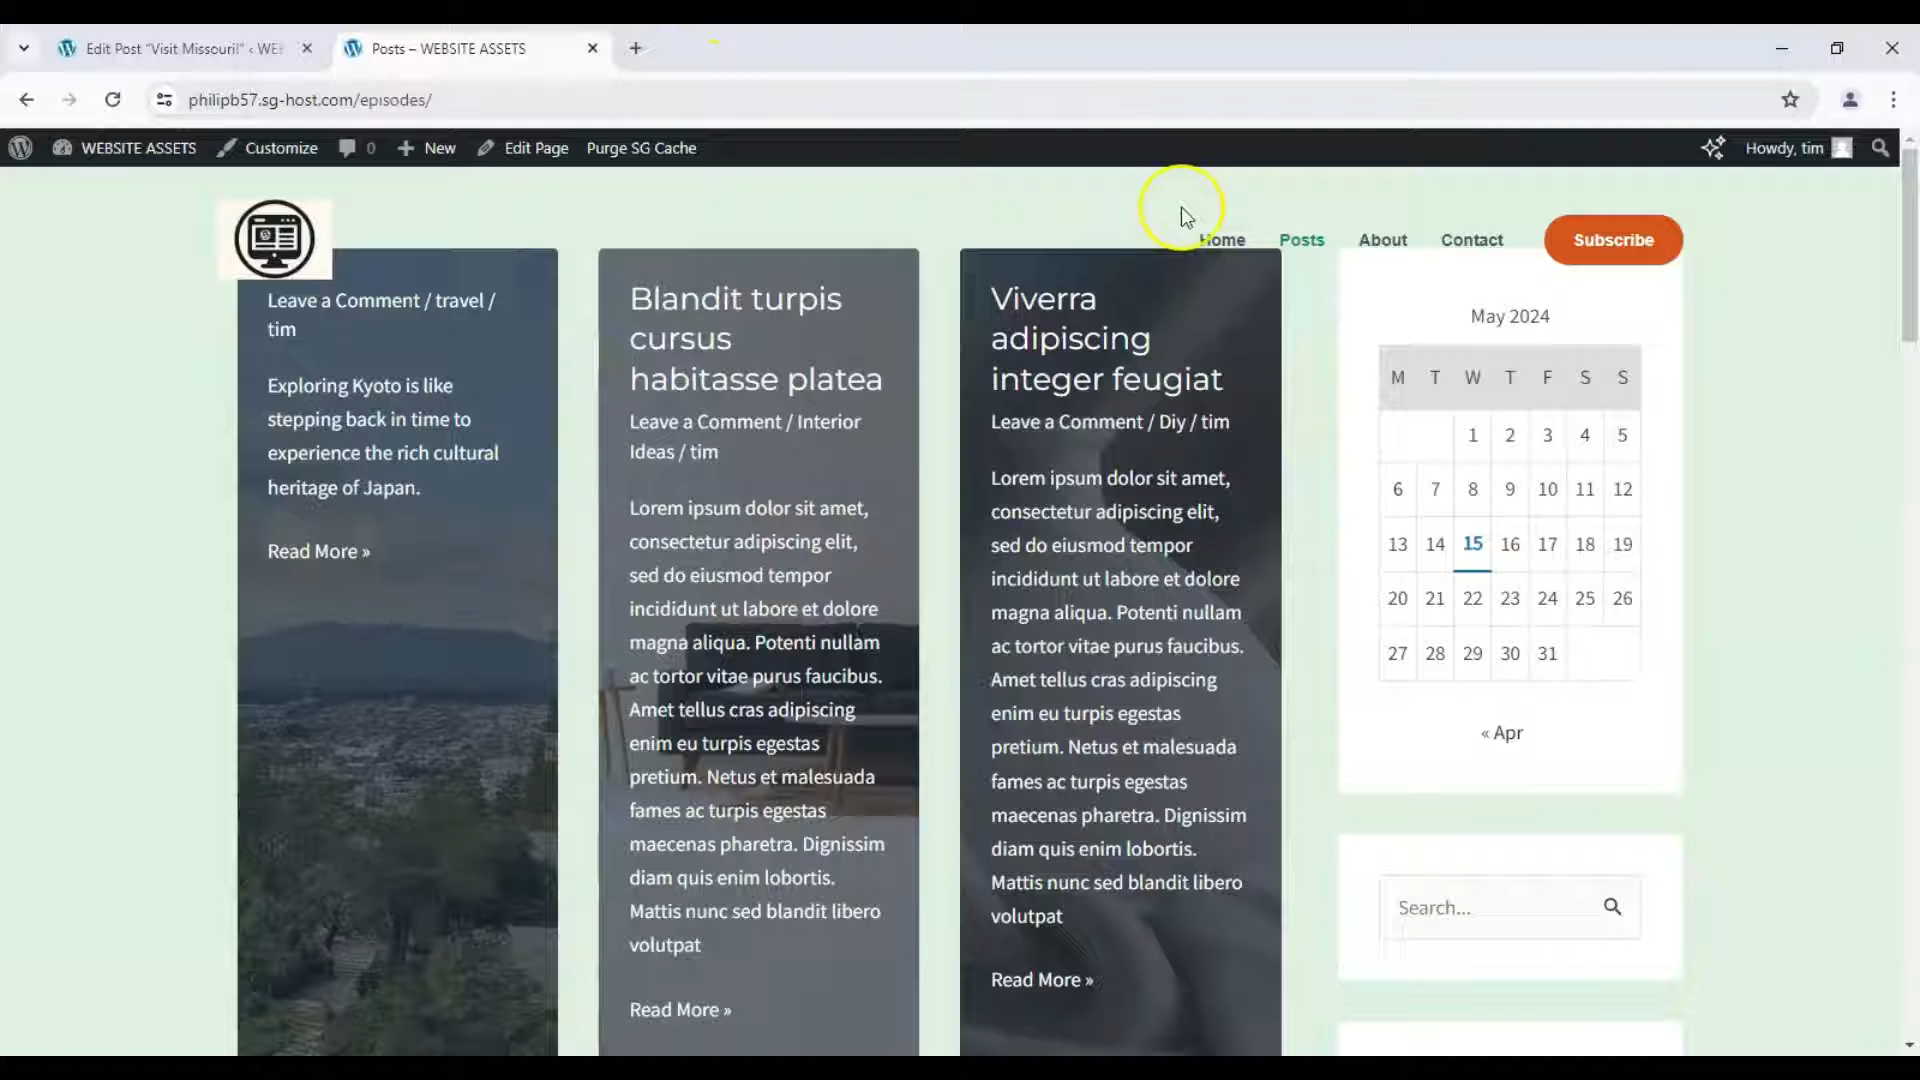 Edit Post “Visit Missouri!” ‹ WE
Posts – WEBSITE ASSETS
philipb57.sg-host.com/episodes/
WEBSITE ASSETS
Customize
0
New
Edit Page
Purge SG Cache
Howdy, tim
Home
Posts
About
Contact
Subscribe
Leave a Comment / travel /
tim
Exploring Kyoto is like
stepping back in time to
experience the rich cultural
heritage of Japan.
Read More »
Blandit turpis
cursus
habitasse platea
Leave a Comment / Interior
Ideas / tim
Lorem ipsum dolor sit amet,
consectetur adipiscing elit,
sed do eiusmod tempor
incididunt ut labore et dolore
magna aliqua. Potenti nullam
ac tortor vitae purus faucibus.
Amet tellus cras adipiscing
enim eu turpis egestas
pretium. Netus et malesuada
fames ac turpis egestas
maecenas pharetra. Dignissim
diam quis enim lobortis.
Mattis nunc sed blandit libero
volutpat
Read More »
Viverra
adipiscing
integer feugiat
Leave a Comment / Diy / tim
Lorem ipsum dolor sit amet,
consectetur adipiscing elit,
sed do eiusmod tempor
incididunt ut labore et dolore
magna aliqua. Potenti nullam
ac tortor vitae purus faucibus.
Amet tellus cras adipiscing
enim eu turpis egestas
pretium. Netus et malesuada
fames ac turpis egestas
maecenas pharetra. Dignissim
diam quis enim lobortis.
Mattis nunc sed blandit libero
volutpat
Read More »
May 2024
M T W T F S S
1 2 3 4 5
6 7 8 9 10 11 12
13 14 15 16 17 18 19
20 21 22 23 24 25 26
27 28 29 30 31
« Apr
Search...